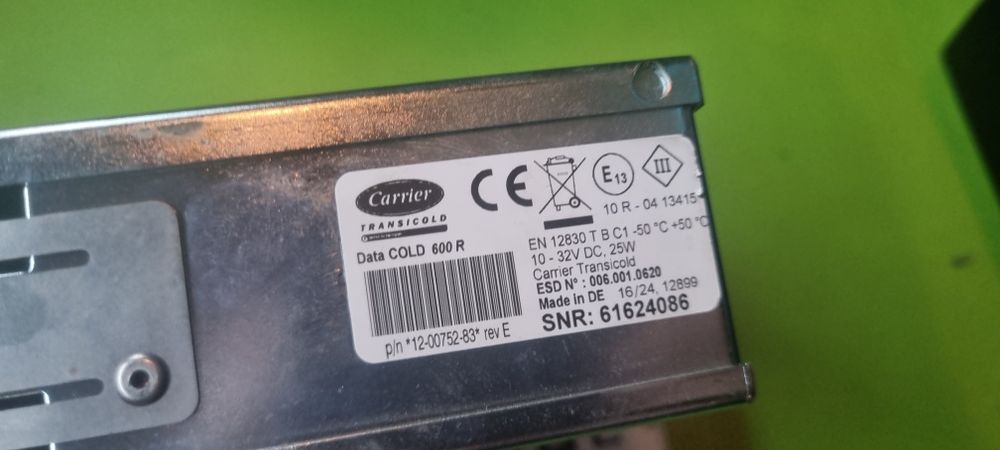 Carrier
TRANSICOLD
Data COLD 600 R
p/n *12-00752-83* rev E
CE
E13
III
10 R - 04 13415
EN 12830 T B C1 -50 °C +50 °C
10 - 32V DC, 25W
Carrier Transicold
ESD N° : 006.001.0620
Made in DE 16/24, 12899
SNR: 61624086